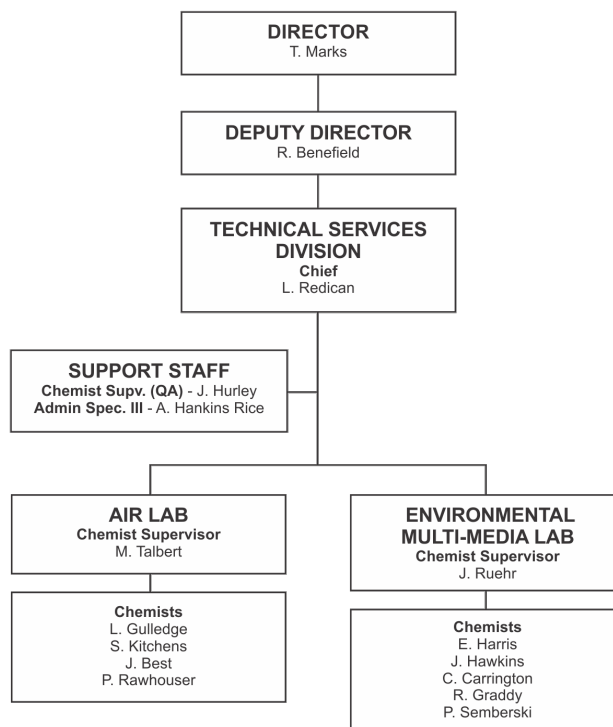 DIRECTOR
T. Marks
DEPUTY DIRECTOR
R. Benefield
TECHNICAL SERVICES
DIVISION
Chief
L. Redican
SUPPORT STAFF
Chemist Supv. (QA) - J. Hurley
Admin Spec. III - A. Hankins Rice
AIR LAB
Chemist Supervisor
M. Talbert
Chemists
L. Gulledge
S. Kitchens
J. Best
P. Rawhouser
ENVIRONMENTAL
MULTI-MEDIA LAB
Chemist Supervisor
J. Ruehr
Chemists
E. Harris
J. Hawkins
C. Carrington
R. Graddy
P. Semberski